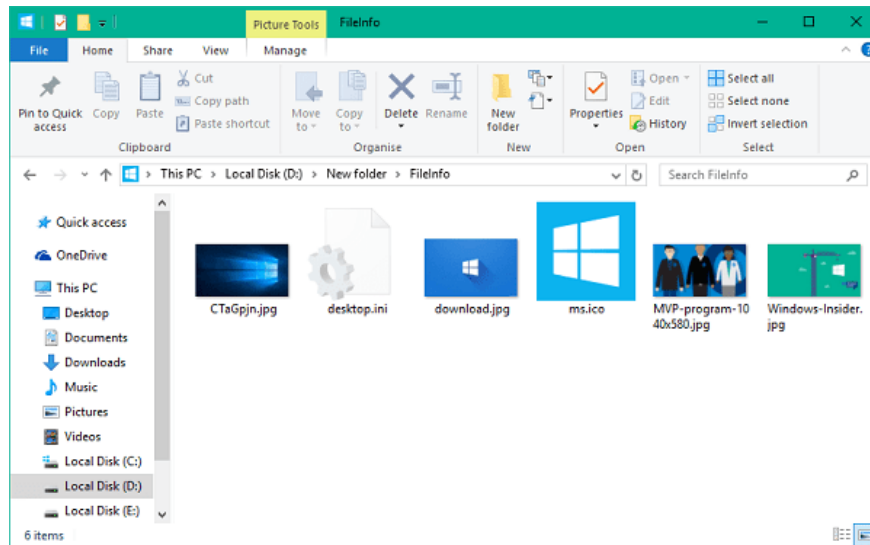 Picture Tools FileInfo
File Home Share View Manage
Pin to Quick access
Copy
Paste
Cut
Copy path
Paste shortcut
Clipboard
Move to
Copy to
Delete
Rename
Organise
New folder
New
Properties
Open
Edit
History
Open
Select all
Select none
Invert selection
Select
This PC > Local Disk (D:) > New folder > FileInfo
Search FileInfo
Quick access
OneDrive
This PC
Desktop
Documents
Downloads
Music
Pictures
Videos
Local Disk (C:)
Local Disk (D:)
Local Disk (E:)
CTaGpjn.jpg
desktop.ini
download.jpg
ms.ico
MVP-program-10
40x580.jpg
Windows-Insider.
jpg
6 items